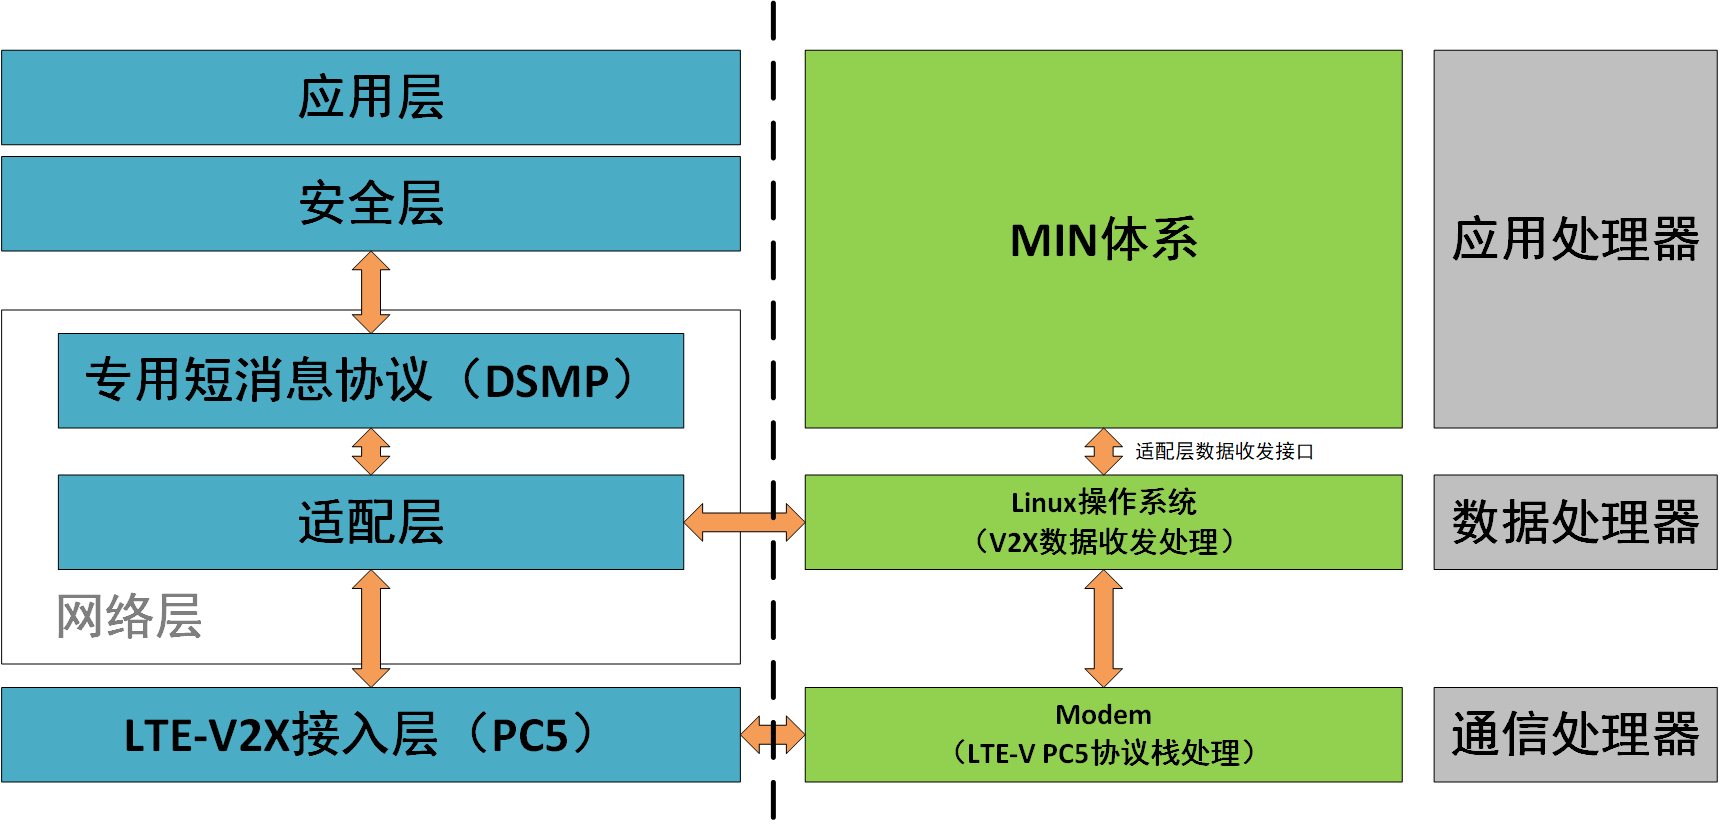 应用层
安全层
专用短消息协议（DSMP）
适配层
网络层
LTE-V2X接入层（PC5）
MIN体系
适配层数据收发接口
Linux操作系统
（V2X数据收发处理）
Modem
（LTE-V PC5协议栈处理）
应用处理器
数据处理器
通信处理器